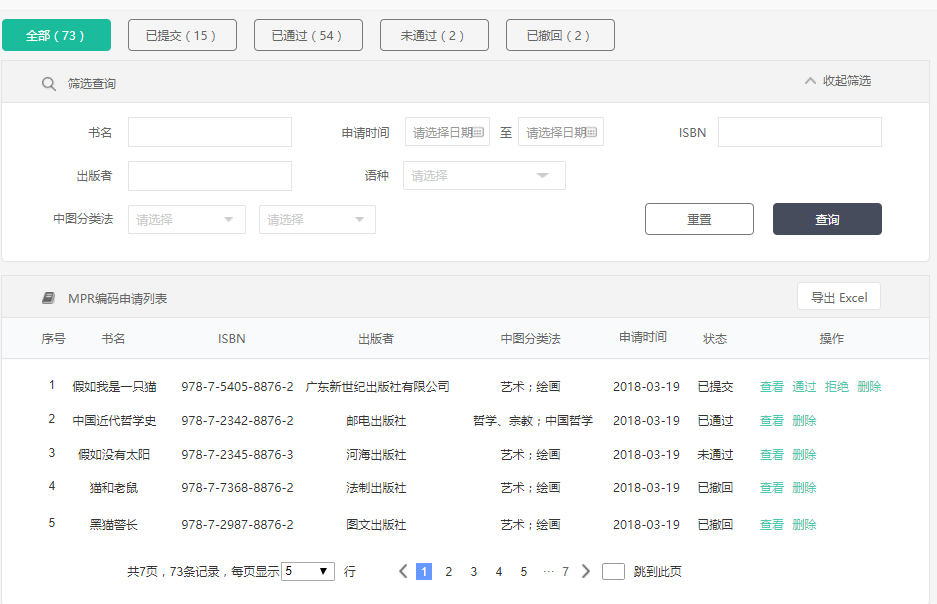 全部（73） 已提交（15） 已通过（54） 未通过（2） 已撤回（2）
筛选查询 收起筛选
书名 申请时间 请选择日期 至 请选择日期 ISBN
出版者 语种 请选择
中图分类法 请选择 请选择 重置 查询
MPR编码申请列表 导出 Excel
序号 书名 ISBN 出版者 中图分类法 申请时间 状态 操作
1 假如我是一只猫 978-7-5405-8876-2 广东新世纪出版社有限公司 艺术；绘画 2018-03-19 已提交 查看 通过 拒绝 删除
2 中国近代哲学史 978-7-2342-8876-2 邮电出版社 哲学、宗教；中国哲学 2018-03-19 已通过 查看 删除
3 假如没有太阳 978-7-2345-8876-3 河海出版社 艺术；绘画 2018-03-19 未通过 查看 删除
4 猫和老鼠 978-7-7368-8876-2 法制出版社 艺术；绘画 2018-03-19 已撤回 查看 删除
5 黑猫警长 978-7-2987-8876-2 图文出版社 艺术；绘画 2018-03-19 已撤回 查看 删除
共7页，73条记录，每页显示 5 行 1 2 3 4 5 ··· 7 跳到此页